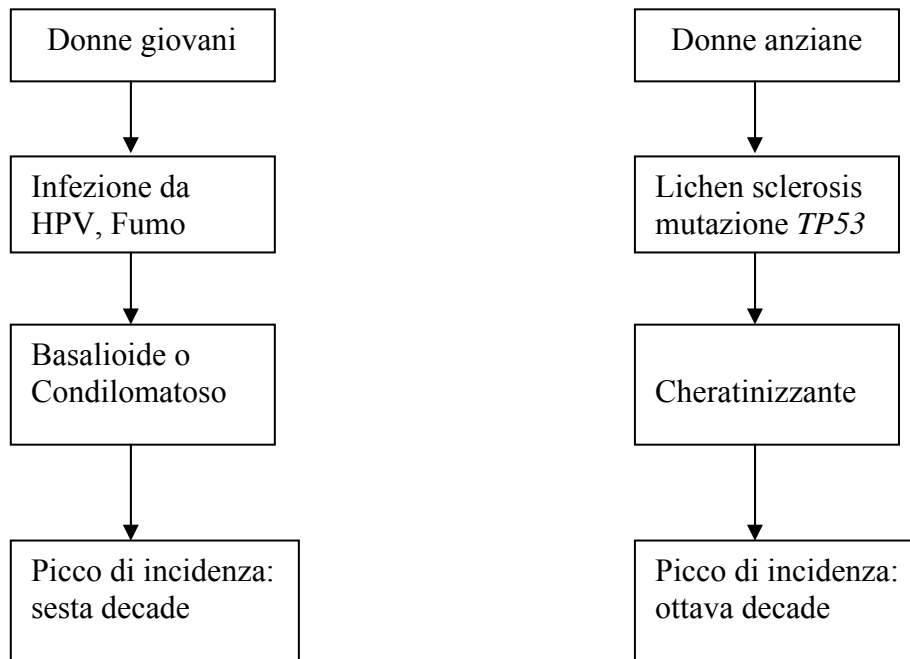 Donne giovani
Infezione da
HPV, Fumo
Basalioide o
Condilomatoso
Picco di incidenza:
sesta decade
Donne anziane
Lichen sclerosis
mutazione TP53
Cheratinizzante
Picco di incidenza:
ottava decade